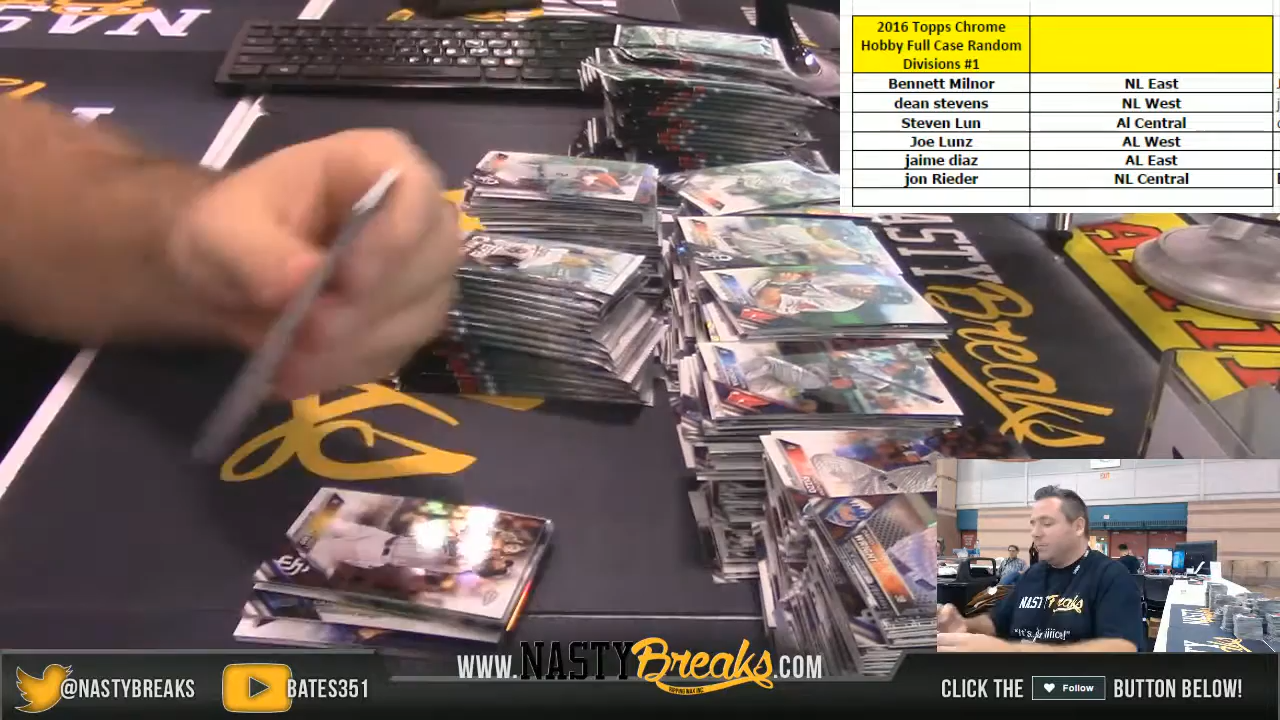 2016 Topps Chrome
Hobby Full Case Random
Divisions #1
Bennett Milnor NL East
dean stevens NL West
Steven Lun Al Central
Joe Lunz AL West
jaime diaz AL East
jon Rieder NL Central
NASTY
Breaks
WRIGHT
NASTY Breaks
@NASTYBREAKS
BATES351
WWW.NASTYBreaks.COM
CLICK THE Follow BUTTON BELOW!